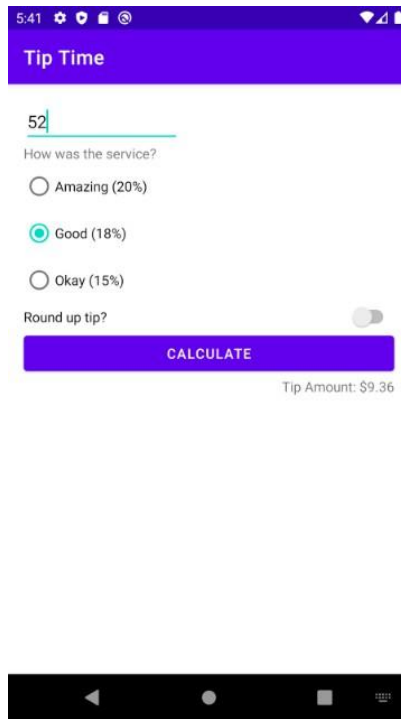 5:41
Tip Time
52
How was the service?
Amazing (20%)
Good (18%)
Okay (15%)
Round up tip?
CALCULATE
Tip Amount: $9.36